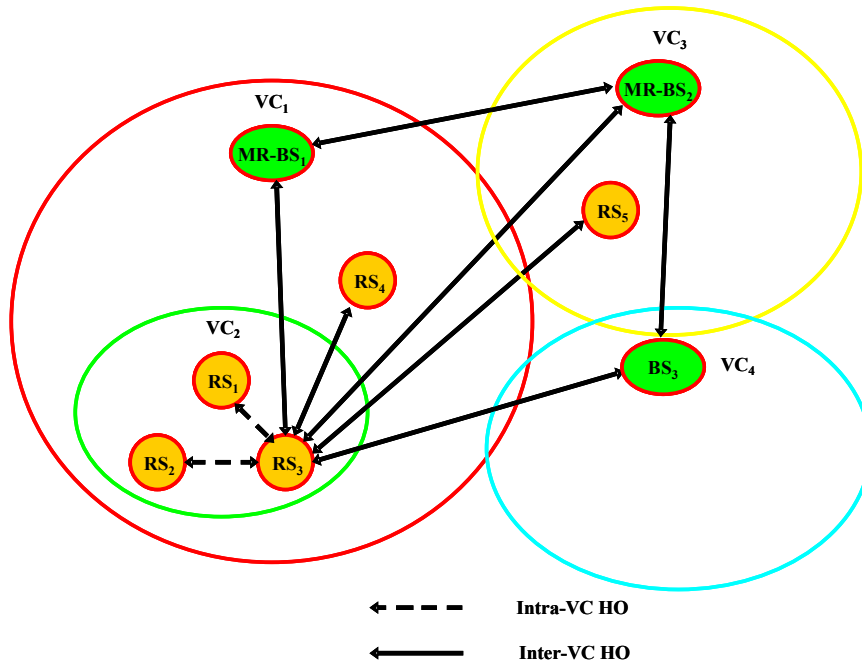 VC₃
MR-BS₂
VC₁
MR-BS₁
RS₅
RS₄
VC₂
RS₁
BS₃
VC₄
RS₂
RS₃
Intra-VC HO
Inter-VC HO